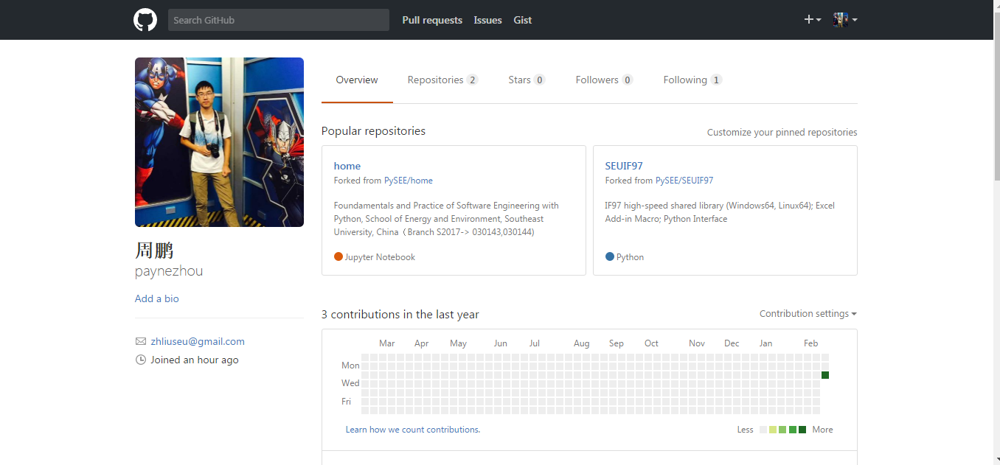 Search GitHub Pull requests Issues Gist
Overview Repositories 2 Stars 0 Followers 0 Following 1
Popular repositories
Customize your pinned repositories
home
Forked from PySEE/home
Foundamentals and Practice of Software Engineering with
Python, School of Energy and Environment, Southeast
University, China（Branch S2017-> 030143,030144)
Jupyter Notebook
SEUIF97
Forked from PySEE/SEUIF97
IF97 high-speed shared library (Windows64, Linux64); Excel
Add-in Macro; Python Interface
Python
周鹏
paynezhou
Add a bio
zhliuseu@gmail.com
Joined an hour ago
3 contributions in the last year
Contribution settings
Mar Apr May Jun Jul Aug Sep Oct Nov Dec Jan Feb
Mon
Wed
Fri
Learn how we count contributions.
Less More